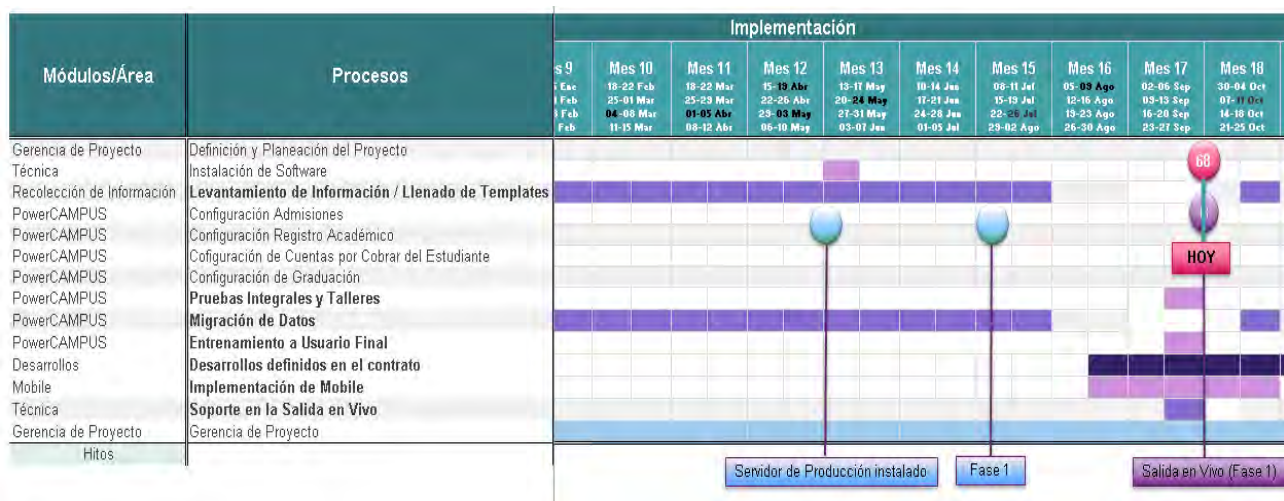 Implementación
Módulos/Área Procesos
s 9 Mes 10 Mes 11 Mes 12 Mes 13 Mes 14 Mes 15 Mes 16 Mes 17 Mes 18
Ene 18-22 Feb 18-22 Mar 15-19 Abr 13-17 May 10-14 Jun 08-11 Jul 05-09 Ago 02-06 Sep 30-04 Oct
Feb 25-01 Mar 25-29 Mar 22-26 Abr 20-24 May 17-21 Jun 15-19 Jul 12-16 Ago 09-13 Sep 07-11 Oct
Feb 04-08 Mar 01-05 Abr 29-03 May 27-31 May 24-28 Jun 22-26 Jul 19-23 Ago 16-20 Sep 14-18 Oct
Feb 11-15 Mar 08-12 Abr 06-10 May 03-07 Jun 01-05 Jul 29-02 Ago 26-30 Ago 23-27 Sep 21-25 Oct
Gerencia de Proyecto Definición y Planeación del Proyecto
68
Técnica Instalación de Software
Recolección de Información Levantamiento de Información / Llenado de Templates
PowerCAMPUS Configuración Admisiones
PowerCAMPUS Configuración Registro Académico
PowerCAMPUS Cofiguración de Cuentas por Cobrar del Estudiante
HOY
PowerCAMPUS Configuración de Graduación
PowerCAMPUS Pruebas Integrales y Talleres
PowerCAMPUS Migración de Datos
PowerCAMPUS Entrenamiento a Usuario Final
Desarrollos Desarrollos definidos en el contrato
Mobile Implementación de Mobile
Técnica Soporte en la Salida en Vivo
Gerencia de Proyecto Gerencia de Proyecto
Hitos
Servidor de Producción instalado Fase 1 Salida en Vivo (Fase 1)